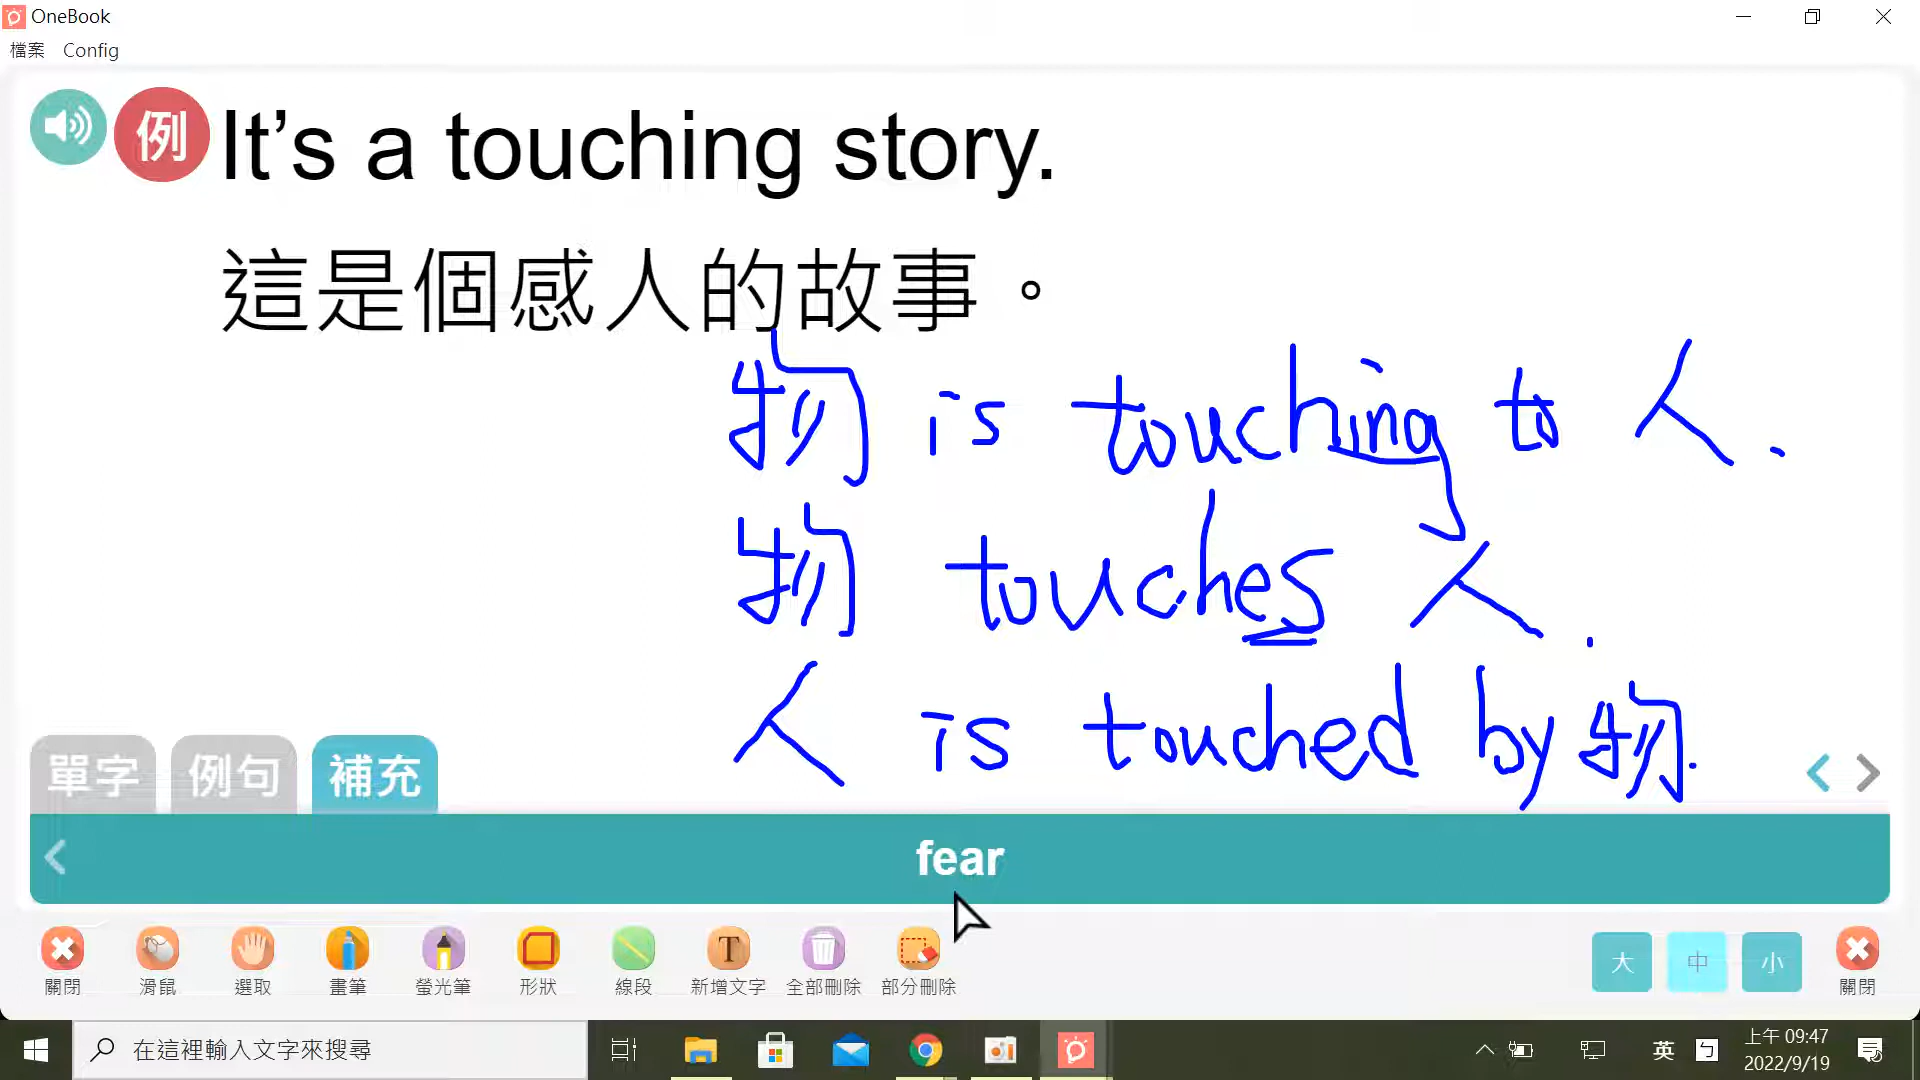 OneBook
檔案 Config
例 It’s a touching story.
這是個感人的故事。
物 is touching to 人.
物 touches 人.
人 is touched by 物.
單字 例句 補充
fear
關閉 滑鼠 選取 畫筆 螢光筆 形狀 線段 新增文字 全部刪除 部分刪除 大 中 小 關閉
在這裡輸入文字來搜尋
英 ㄅ 上午 09:47
2022/9/19